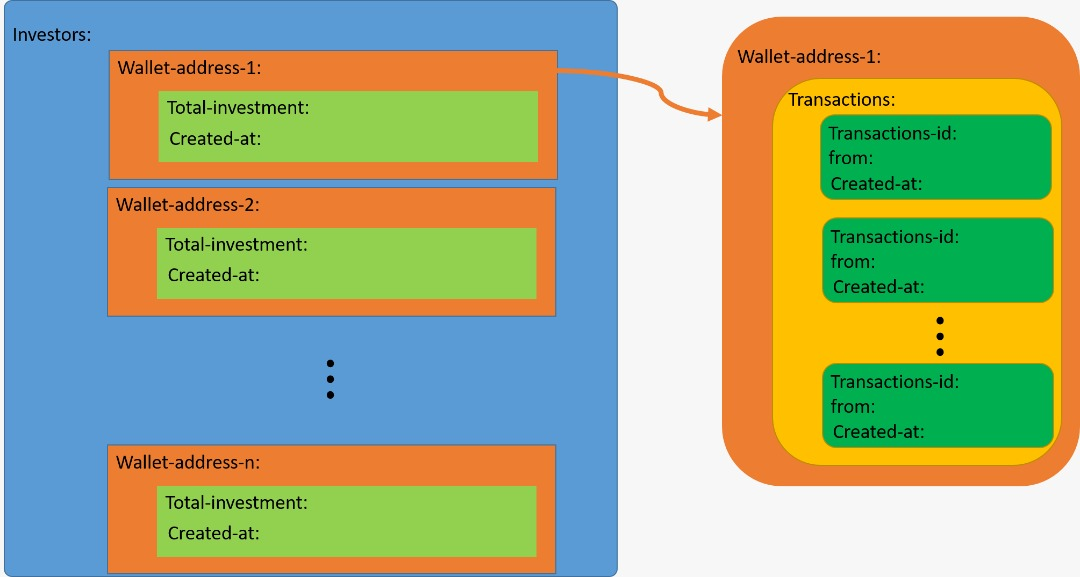 Investors:
Wallet-address-1:
Total-investment:
Created-at:
Wallet-address-2:
Total-investment:
Created-at:
Wallet-address-n:
Total-investment:
Created-at:
Wallet-address-1:
Transactions:
Transactions-id:
from:
Created-at:
Transactions-id:
from:
Created-at:
Transactions-id:
from:
Created-at: